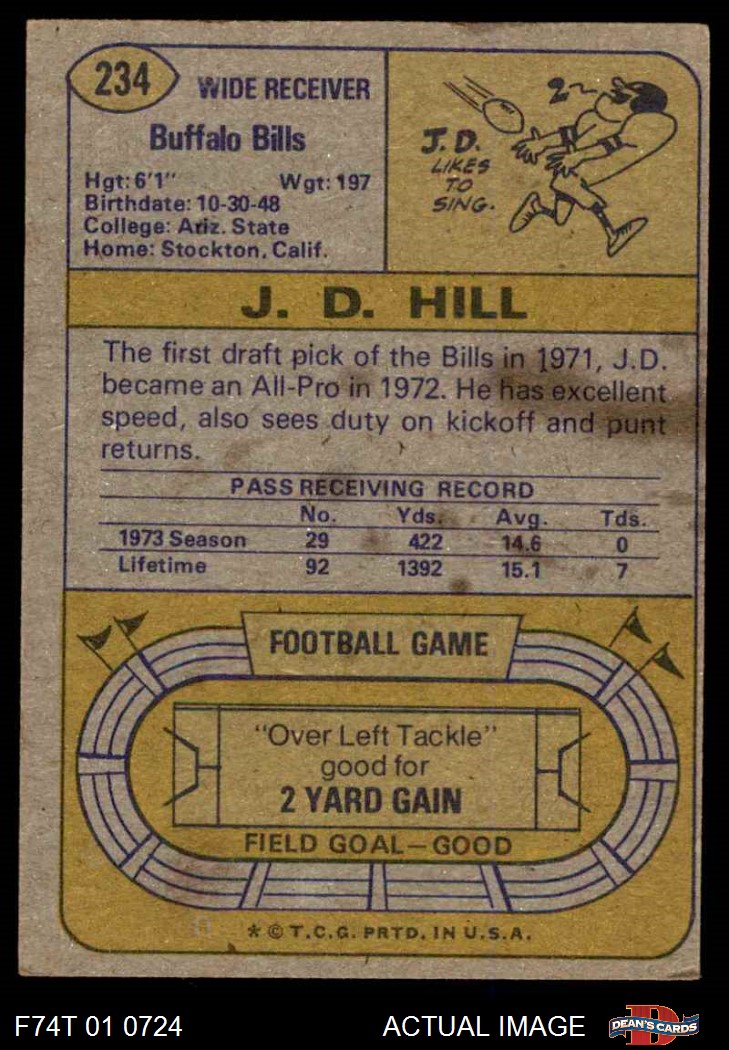 234
WIDE RECEIVER
Buffalo Bills
Hgt: 6'1" Wgt: 197
Birthdate: 10-30-48
College: Ariz. State
Home: Stockton, Calif.
J.D.
LIKES
TO
SING.
J. D. HILL
The first draft pick of the Bills in 1971, J.D.
became an All-Pro in 1972. He has excellent
speed, also sees duty on kickoff and punt
returns.
PASS RECEIVING RECORD
No. Yds. Avg. Tds.
1973 Season 29 422 14.6 0
Lifetime 92 1392 15.1 7
FOOTBALL GAME
"Over Left Tackle"
good for
2 YARD GAIN
FIELD GOAL—GOOD
* © T.C.G. PRTD. IN U.S.A.
F74T 01 0724 ACTUAL IMAGE
D
DEAN'S CARDS